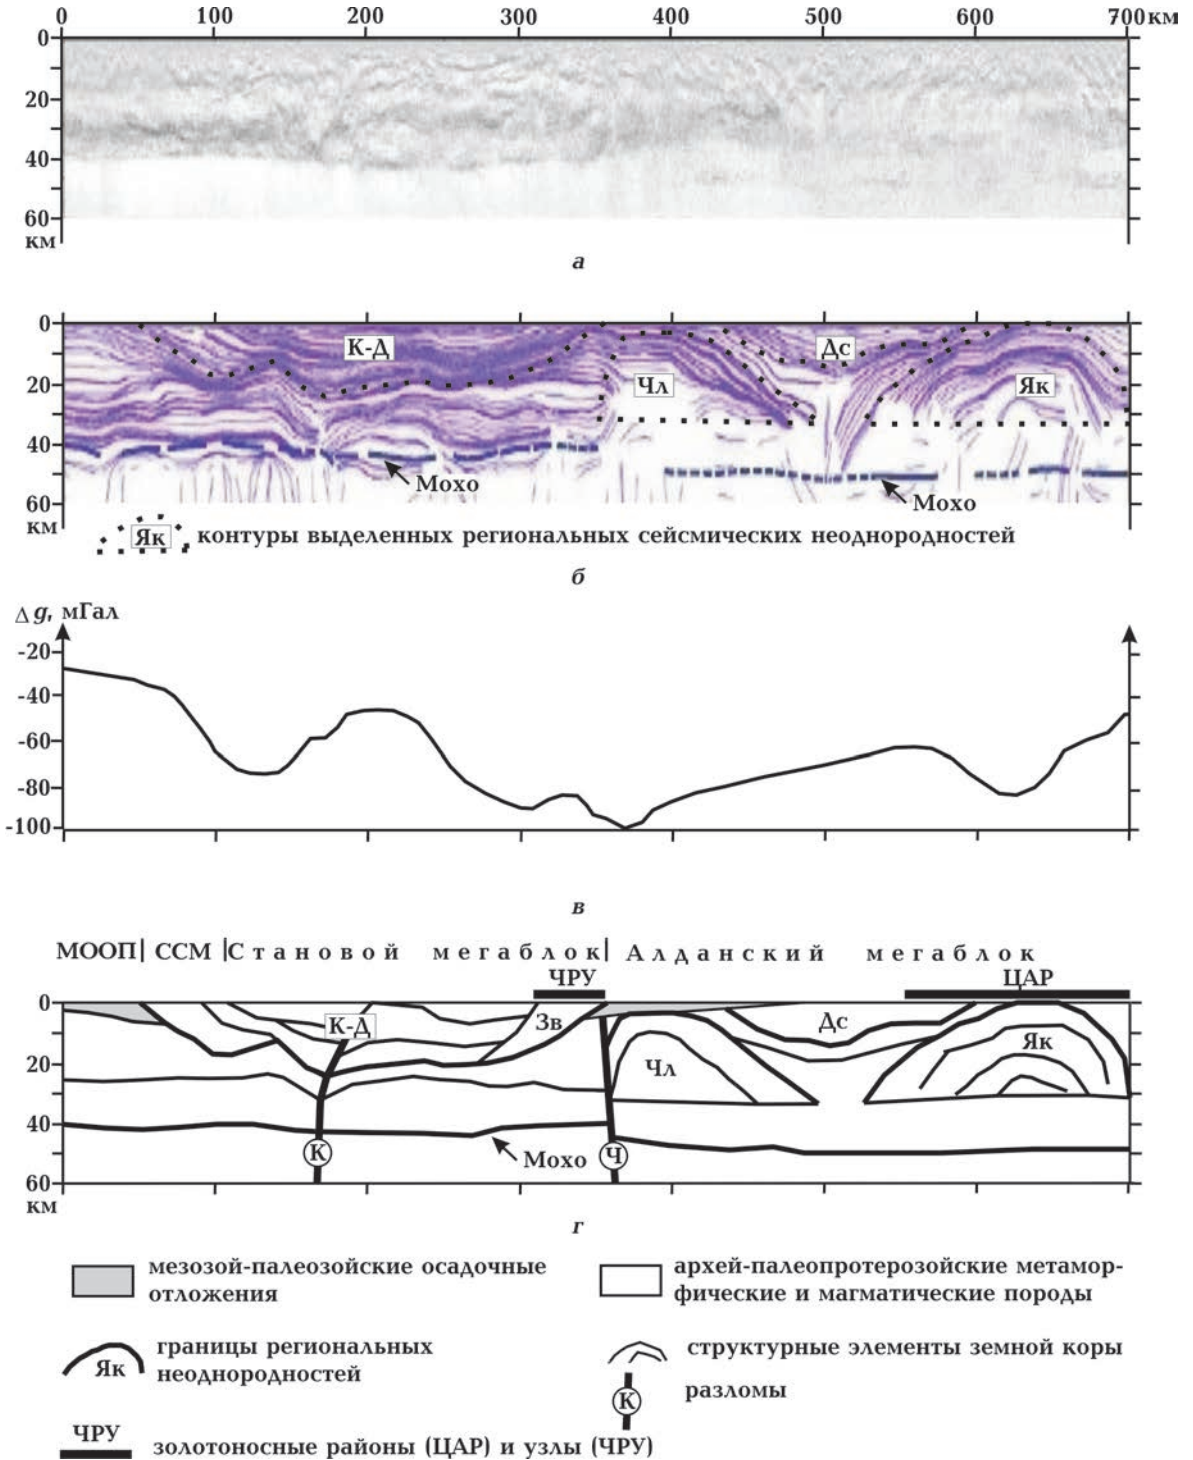 0 100 200 300 400 500 600 700 км
0
20
40
60
км
а
0
20
40
60
км
К-Д
Дс
Чл
Як
Мохо
Мохо
Як контуры выделенных региональных сейсмических неоднородностей
б
Δ g, мГал
-20
-40
-60
-80
-100
в
МООП ССМ Становой мегаблок Алданский мегаблок
ЧРУ ЦАР
0
20
40
60
км
К-Д
Зв
Дс
Як
Чл
К
Ч
Мохо
г
мезозой-палеозойские осадочные
отложения
архей-палеопротерозойские метамор-
фические и магматические породы
Як
границы региональных
неоднородностей
структурные элементы земной коры
К
разломы
ЧРУ
золотоносные районы (ЦАР) и узлы (ЧРУ)